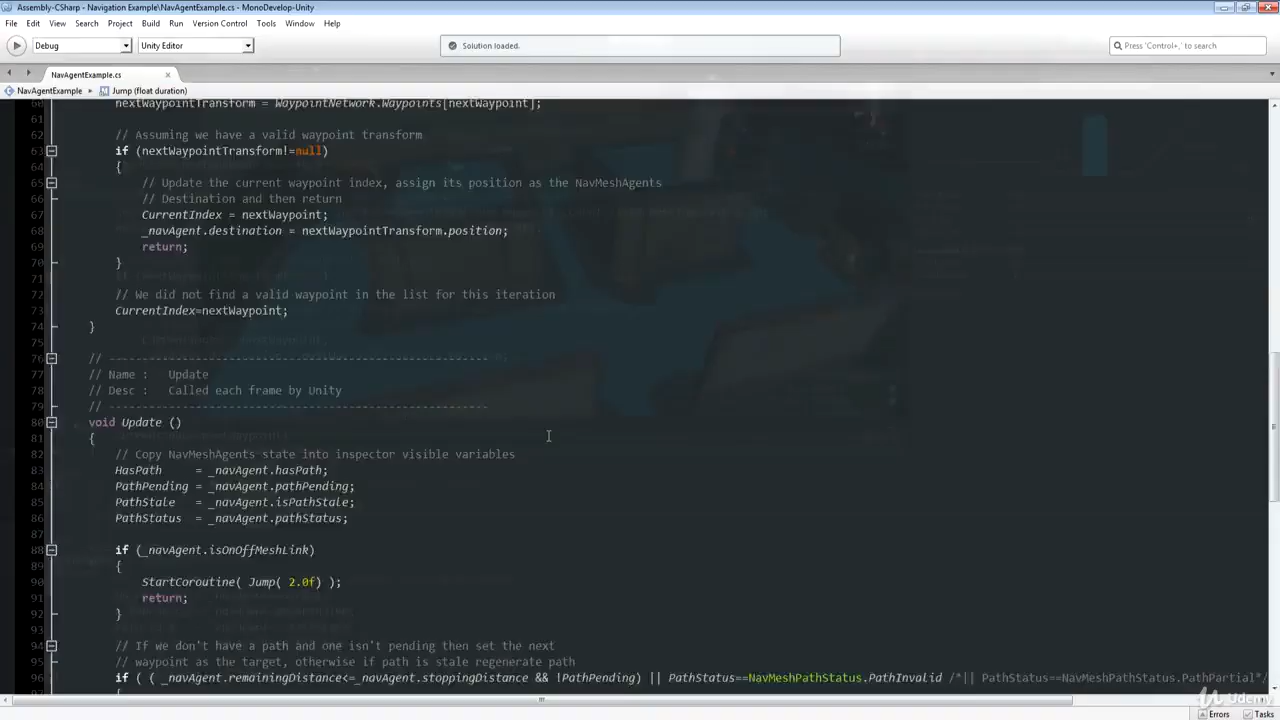 Assembly-CSharp - Navigation Example\NavAgentExample.cs - MonoDevelop-Unity
File Edit View Search Project Build Run Version Control Tools Window Help
Debug Unity Editor Solution loaded. Press 'Control+,' to search
NavAgentExample.cs
NavAgentExample Jump (float duration)
60 nextWaypointTransform = WaypointNetwork.Waypoints[nextWaypoint];
61
62 // Assuming we have a valid waypoint transform
63 if (nextWaypointTransform!=null)
64 {
65 // Update the current waypoint index, assign its position as the NavMeshAgents
66 // Destination and then return
67 CurrentIndex = nextWaypoint;
68 _navAgent.destination = nextWaypointTransform.position;
69 return;
70 }
71
72 // We did not find a valid waypoint in the list for this iteration
73 CurrentIndex=nextWaypoint;
74 }
75
76 // ---------------------------------------------------------
77 // Name : Update
78 // Desc : Called each frame by Unity
79 // ---------------------------------------------------------
80 void Update ()
81 {
82 // Copy NavMeshAgents state into inspector visible variables
83 HasPath = _navAgent.hasPath;
84 PathPending = _navAgent.pathPending;
85 PathStale = _navAgent.isPathStale;
86 PathStatus = _navAgent.pathStatus;
87
88 if (_navAgent.isOnOffMeshLink)
89 {
90 StartCoroutine( Jump( 2.0f) );
91 return;
92 }
93
94 // If we don't have a path and one isn't pending then set the next
95 // waypoint as the target, otherwise if path is stale regenerate path
96 if ( ( _navAgent.remainingDistance<=_navAgent.stoppingDistance && !PathPending) || PathStatus==NavMeshPathStatus.PathInvalid /*|| PathStatus==NavMeshPathStatus.PathPartial*/
97 {
Udemy
Errors Tasks